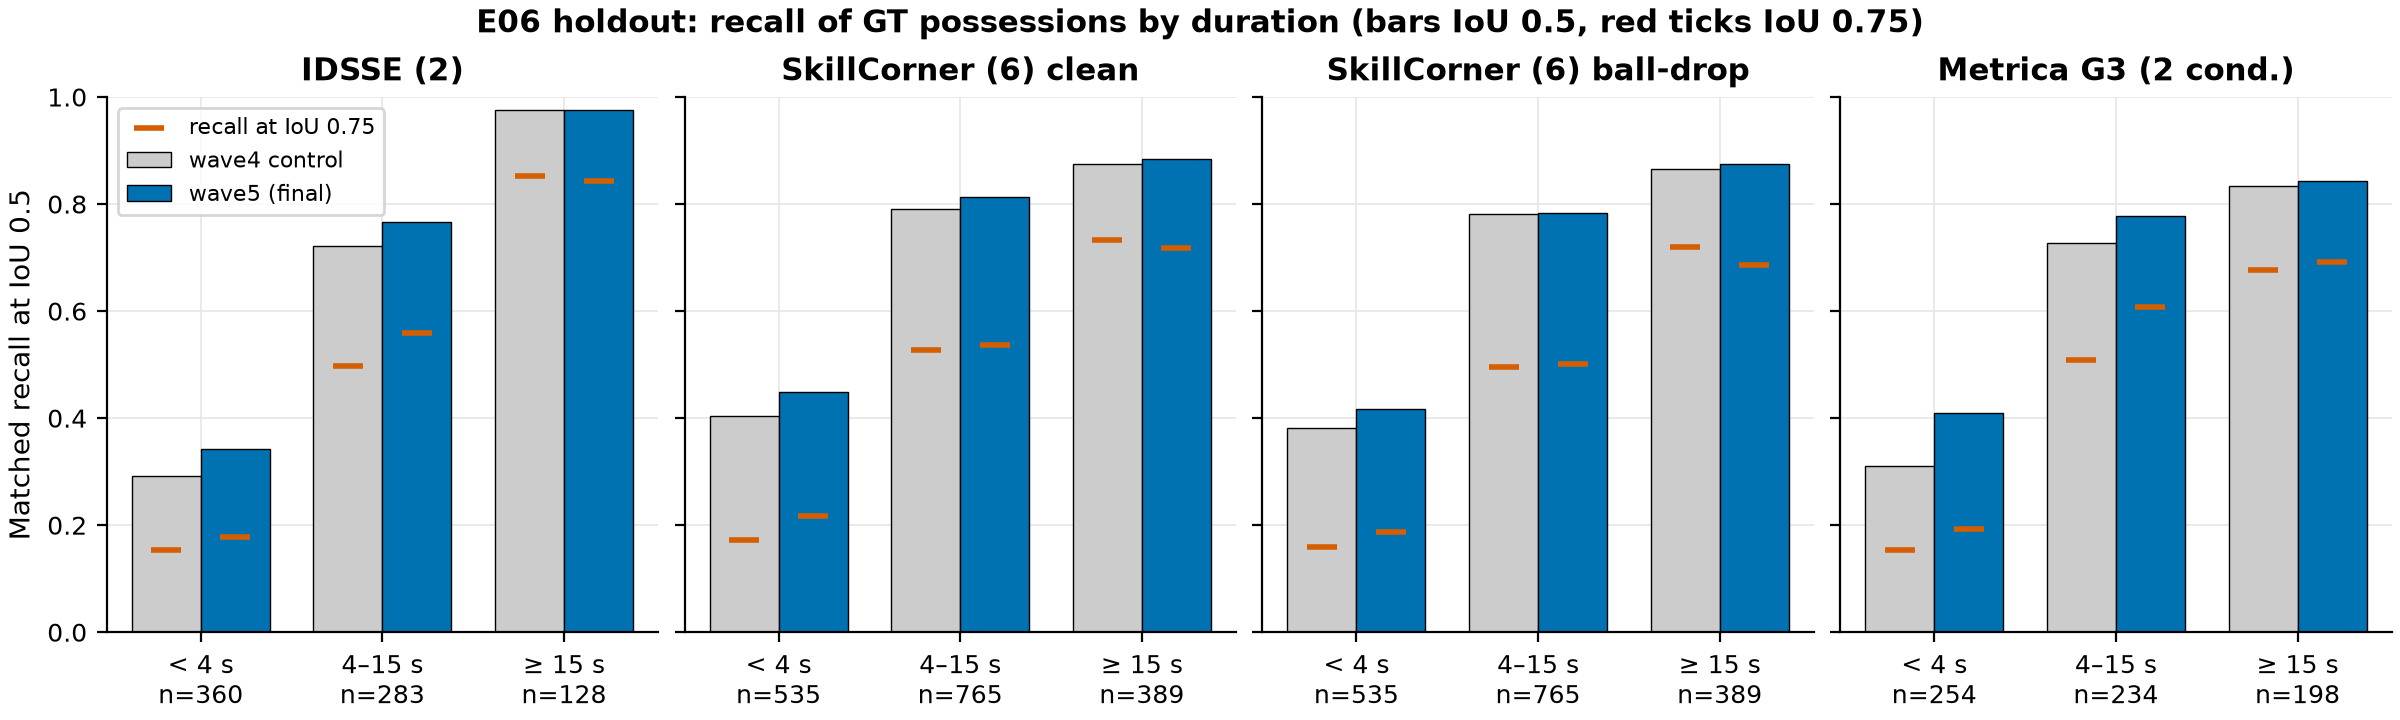 E06 holdout: recall of GT possessions by duration (bars IoU 0.5, red ticks IoU 0.75)
IDSSE (2)
SkillCorner (6) clean
SkillCorner (6) ball-drop
Metrica G3 (2 cond.)
Matched recall at IoU 0.5
1.0
0.8
0.6
0.4
0.2
0.0
recall at IoU 0.75
wave4 control
wave5 (final)
< 4 s
n=360
4–15 s
n=283
≥ 15 s
n=128
< 4 s
n=535
4–15 s
n=765
≥ 15 s
n=389
< 4 s
n=535
4–15 s
n=765
≥ 15 s
n=389
< 4 s
n=254
4–15 s
n=234
≥ 15 s
n=198